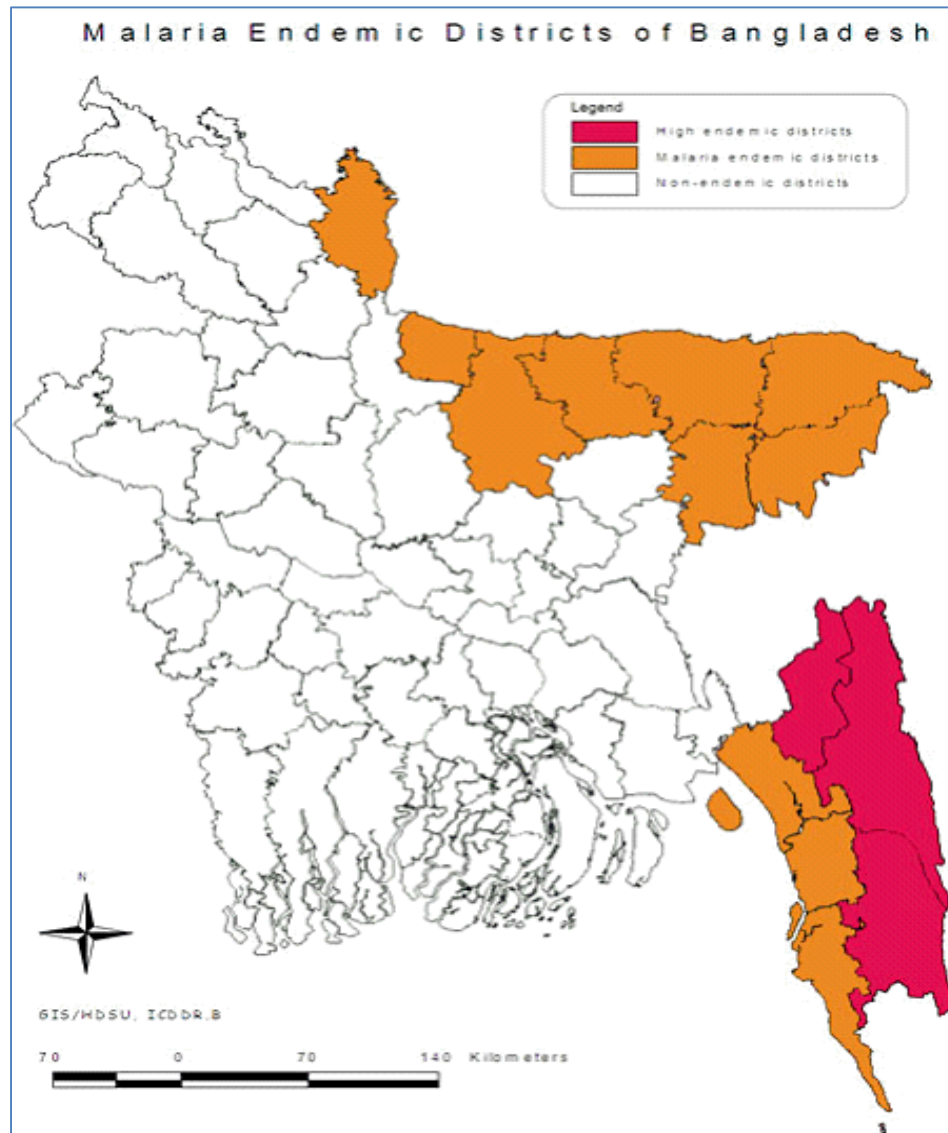 Malaria Endemic Districts of Bangladesh
Legend
High endemic districts
Malaria endemic districts
Non-endemic districts
N
GIS/HDSU, ICDDR,B
70 0 70 140 Kilometers